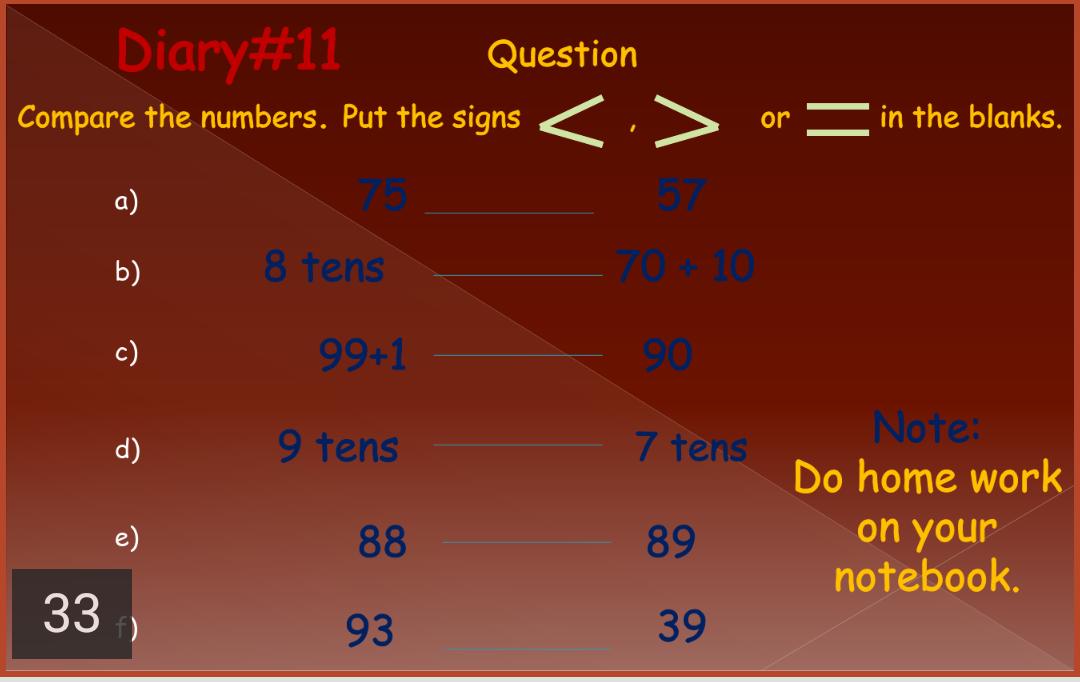 Diary#11 Question
Compare the numbers. Put the signs < , > or = in the blanks.
a) 75 ________ 57
b) 8 tens ________ 70 + 10
c) 99+1 ________ 90
d) 9 tens ________ 7 tens
Note:
Do home work
on your
notebook.
e) 88 ________ 89
f) 93 ________ 39
33